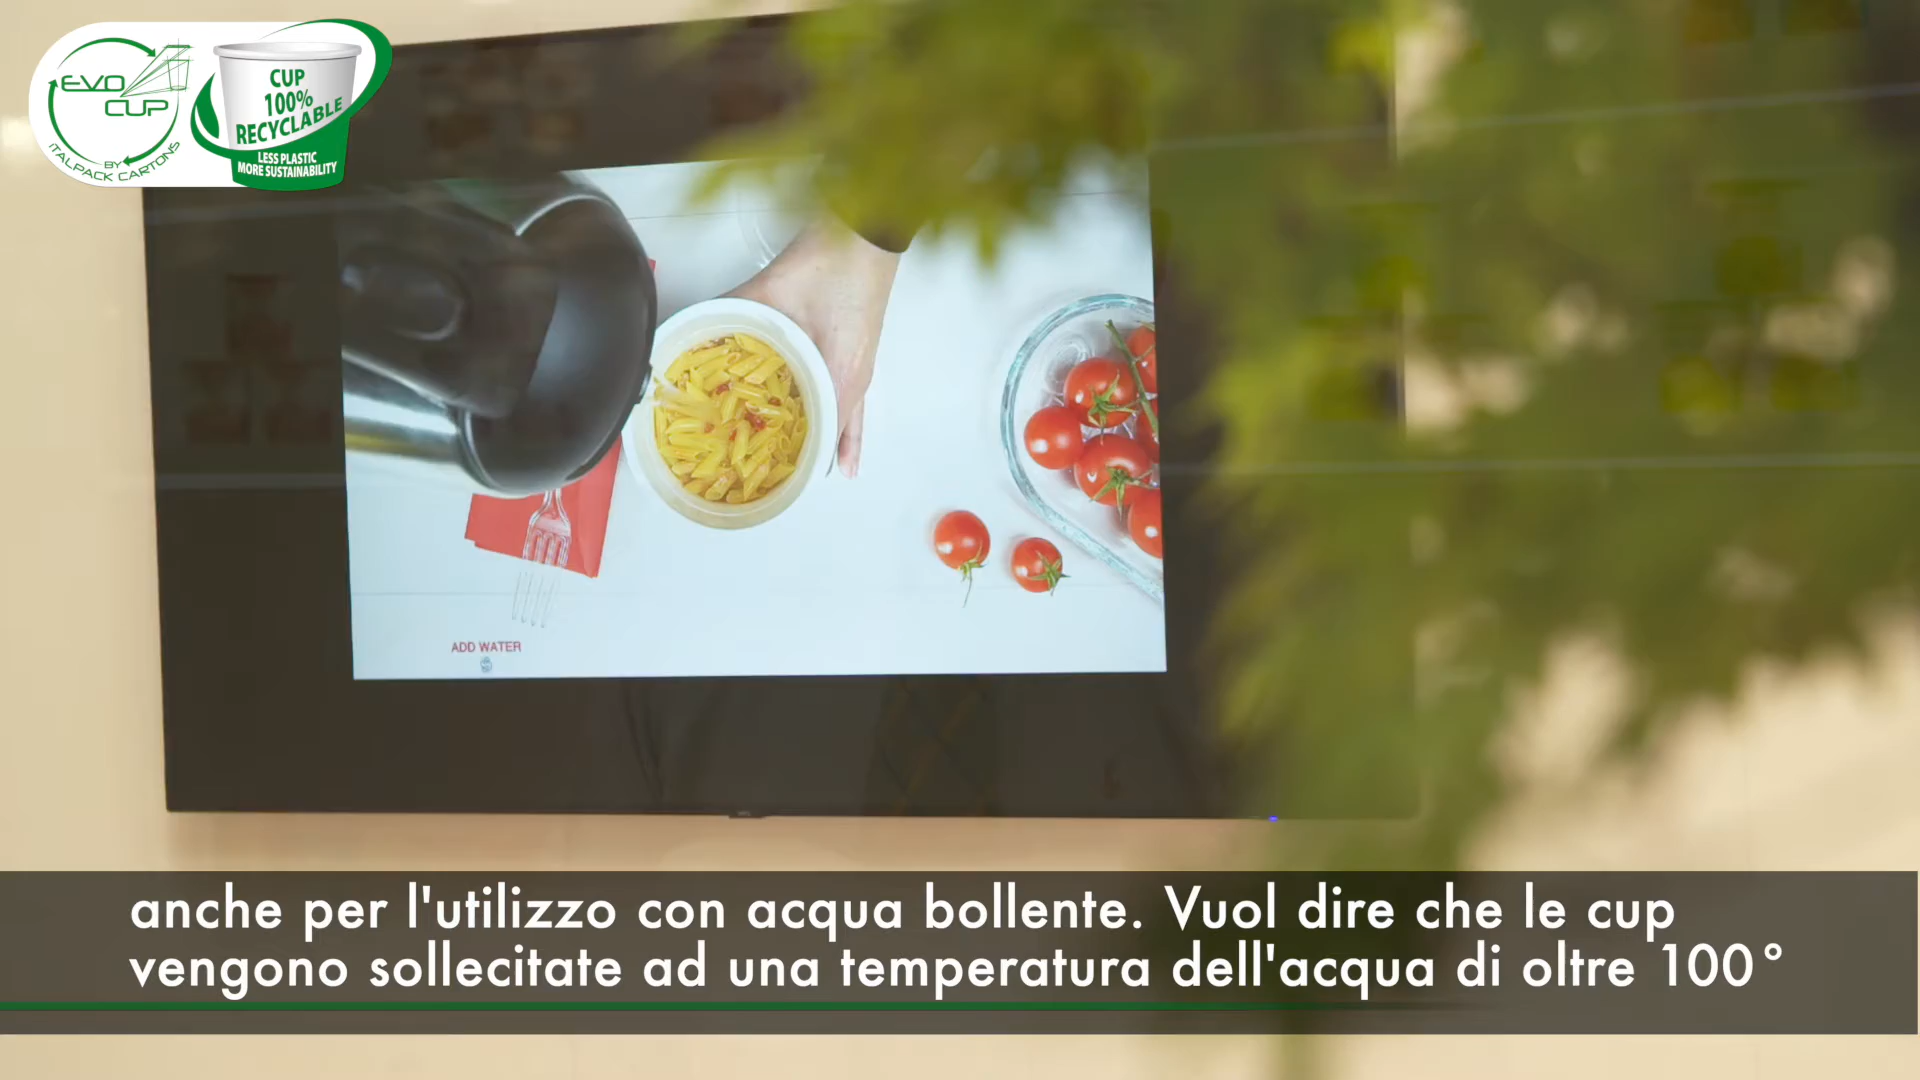 EVO
CUP
BY
ITALPACK CARTONS
CUP
100%
RECYCLABLE
LESS PLASTIC
MORE SUSTAINABILITY
ADD WATER
anche per l'utilizzo con acqua bollente. Vuol dire che le cup
vengono sollecitate ad una temperatura dell'acqua di oltre 100°